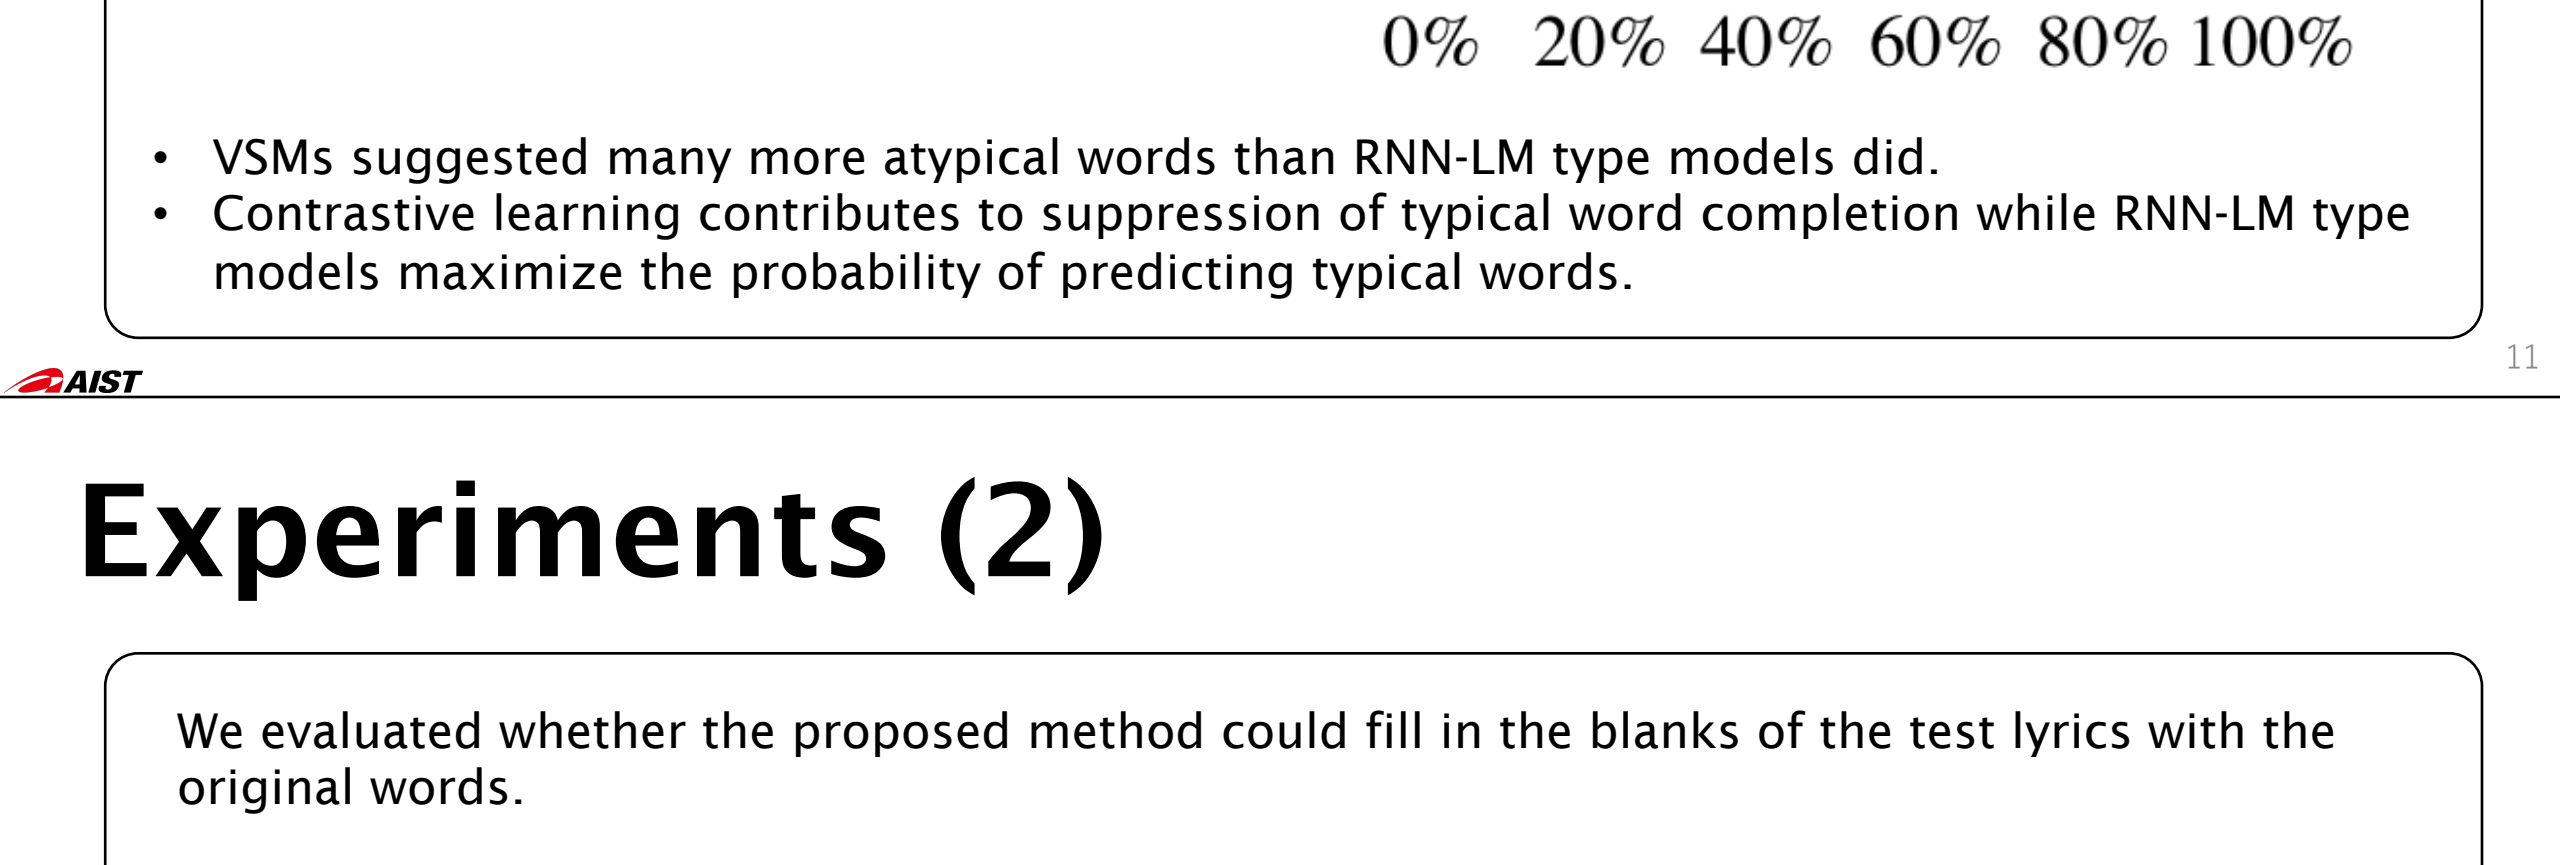 0% 20% 40% 60% 80% 100%
• VSMs suggested many more atypical words than RNN-LM type models did.
• Contrastive learning contributes to suppression of typical word completion while RNN-LM type
models maximize the probability of predicting typical words.
11
AIST
Experiments (2)
We evaluated whether the proposed method could fill in the blanks of the test lyrics with the
original words.